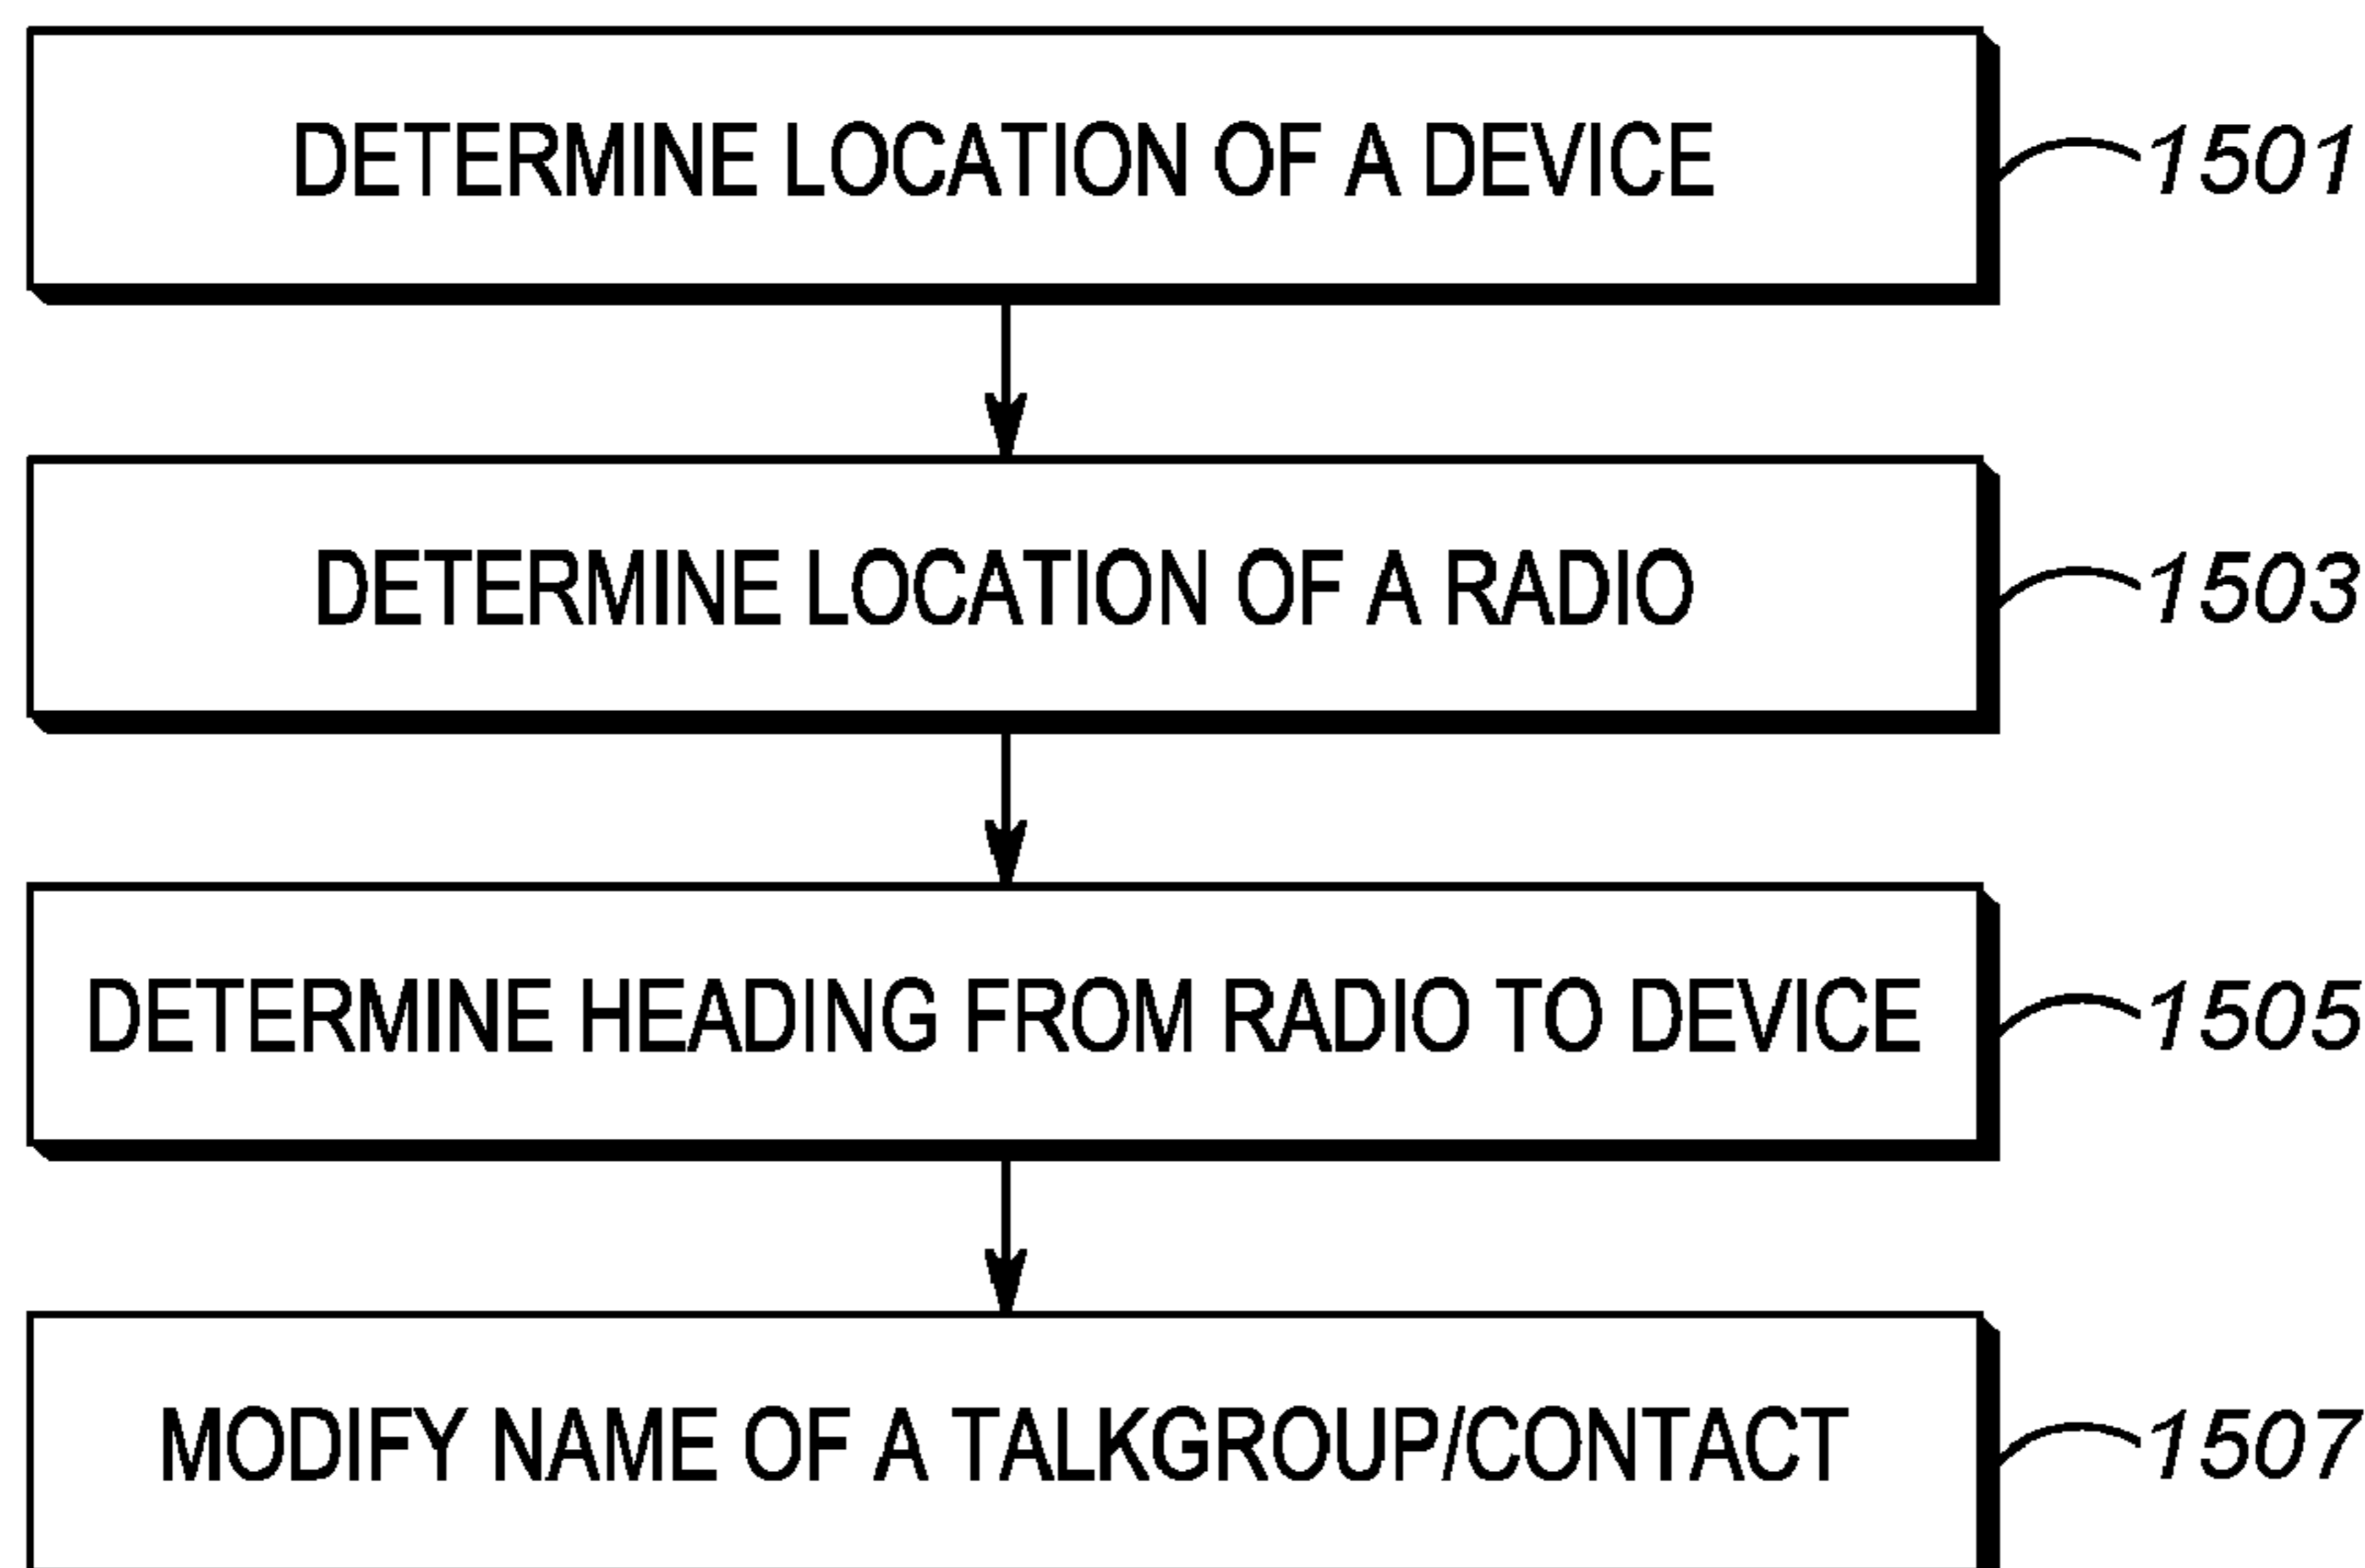 DETERMINE LOCATION OF A DEVICE 1501
DETERMINE LOCATION OF A RADIO 1503
DETERMINE HEADING FROM RADIO TO DEVICE 1505
MODIFY NAME OF A TALKGROUP/CONTACT 1507